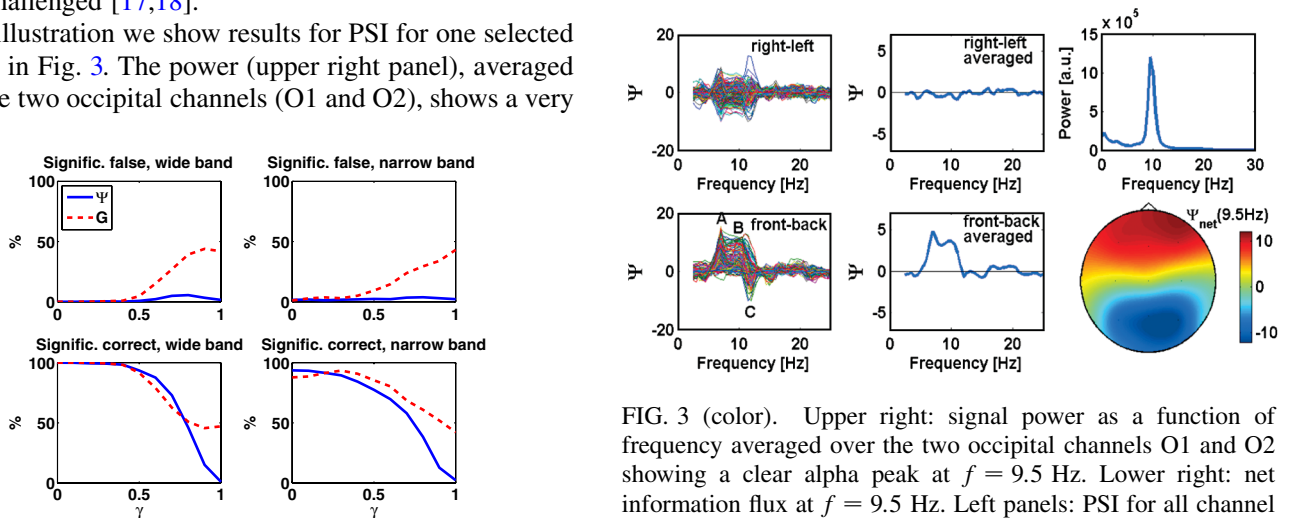 hallenged [17,18].
illustration we show results for PSI for one selected
in Fig. 3. The power (upper right panel), averaged
e two occipital channels (O1 and O2), shows a very
Signific. false, wide band
Signific. false, narrow band
100
50
0
%
Ψ
G
0
0.5
1
100
50
0
%
0
0.5
1
Signific. correct, wide band
Signific. correct, narrow band
100
50
0
%
0
0.5
1
γ
100
50
0
%
0
0.5
1
γ
right-left
20
0
-20
Ψ
0
10
20
Frequency [Hz]
right-left
averaged
5
0
-5
Ψ
0
10
20
Frequency [Hz]
x 10^5
15
10
5
0
Power [a.u.]
0
10
20
30
Frequency [Hz]
front-back
A
B
C
20
0
-20
Ψ
0
10
20
Frequency [Hz]
front-back
averaged
5
0
-5
Ψ
0
10
20
Frequency [Hz]
Ψnet(9.5Hz)
10
0
-10
FIG. 3 (color). Upper right: signal power as a function of
frequency averaged over the two occipital channels O1 and O2
showing a clear alpha peak at f = 9.5 Hz. Lower right: net
information flux at f = 9.5 Hz. Left panels: PSI for all channel